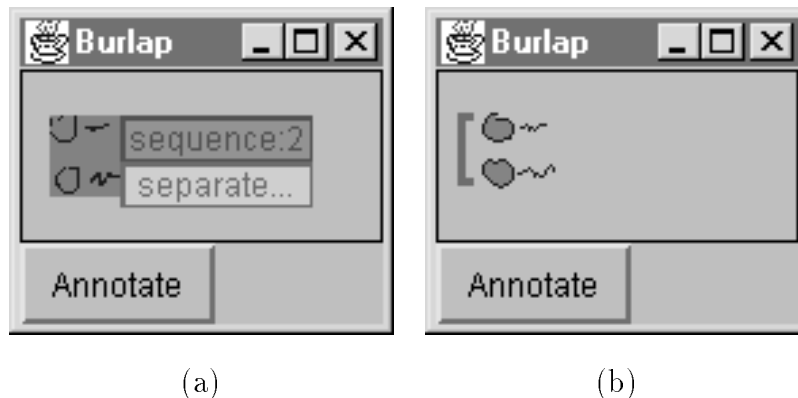 Burlap
sequence:2
separate...
Annotate
(a)
Burlap
Annotate
(b)